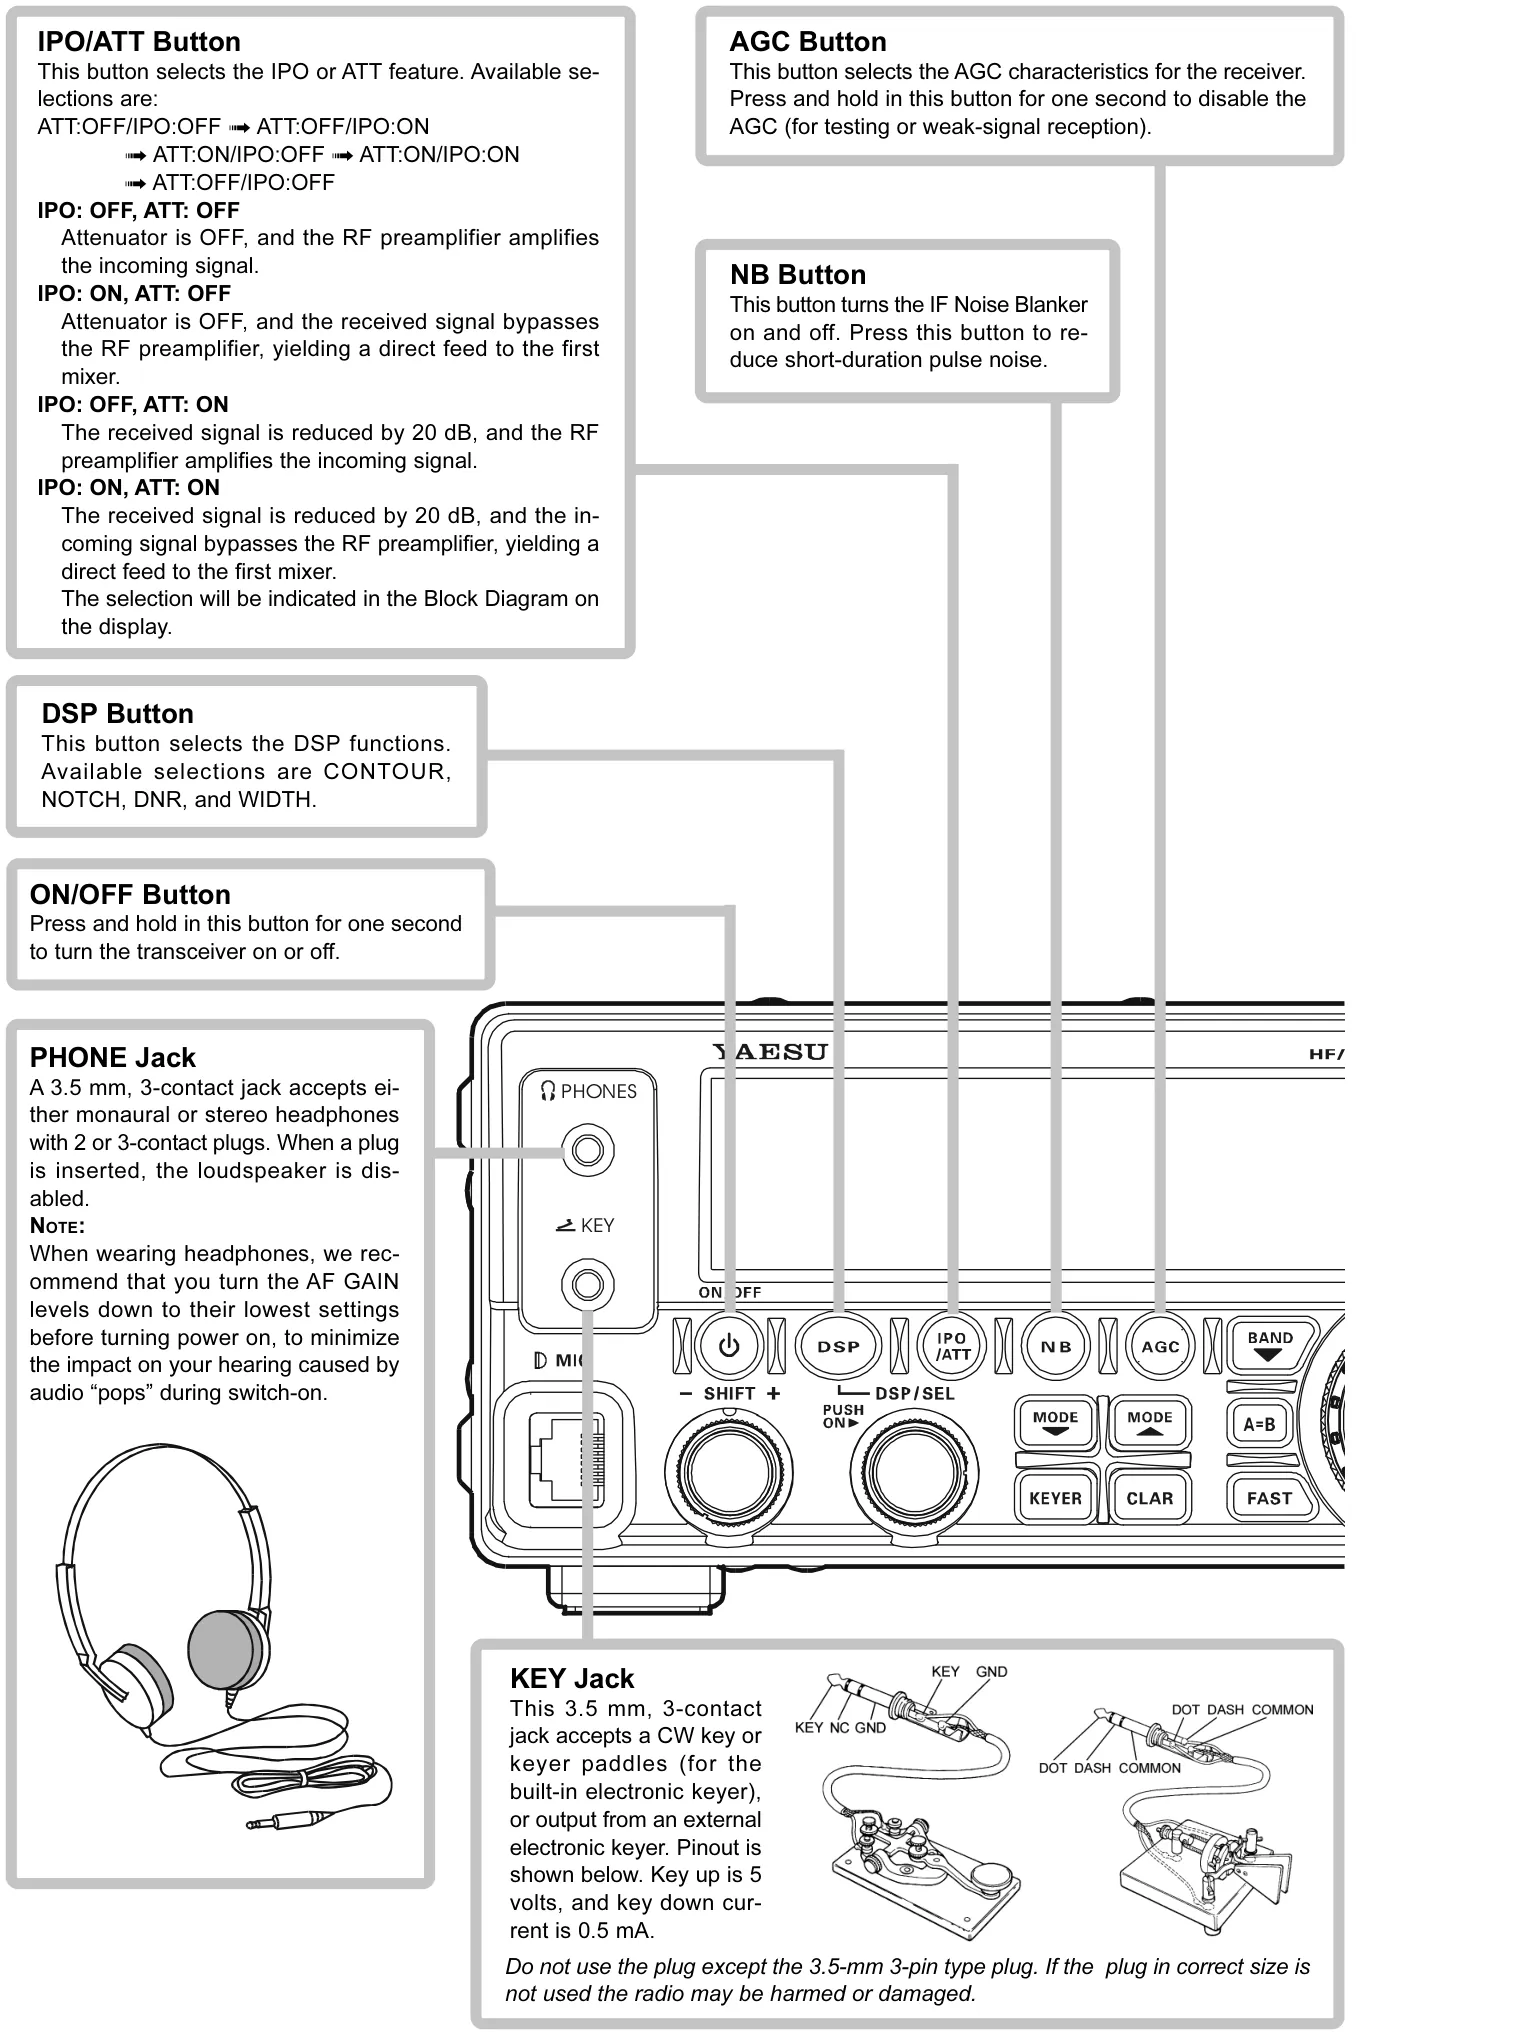 IPO/ATT Button
This button selects the IPO or ATT feature. Available se-
lections are:
ATT:OFF/IPO:OFF ➟ ATT:OFF/IPO:ON
➟ ATT:ON/IPO:OFF ➟ ATT:ON/IPO:ON
➟ ATT:OFF/IPO:OFF
IPO: OFF, ATT: OFF
Attenuator is OFF, and the RF preamplifier amplifies
the incoming signal.
IPO: ON, ATT: OFF
Attenuator is OFF, and the received signal bypasses
the RF preamplifier, yielding a direct feed to the first
mixer.
IPO: OFF, ATT: ON
The received signal is reduced by 20 dB, and the RF
preamplifier amplifies the incoming signal.
IPO: ON, ATT: ON
The received signal is reduced by 20 dB, and the in-
coming signal bypasses the RF preamplifier, yielding a
direct feed to the first mixer.
The selection will be indicated in the Block Diagram on
the display.
AGC Button
This button selects the AGC characteristics for the receiver.
Press and hold in this button for one second to disable the
AGC (for testing or weak-signal reception).
NB Button
This button turns the IF Noise Blanker
on and off. Press this button to re-
duce short-duration pulse noise.
DSP Button
This button selects the DSP functions.
Available selections are CONTOUR,
NOTCH, DNR, and WIDTH.
ON/OFF Button
Press and hold in this button for one second
to turn the transceiver on or off.
PHONE Jack
A 3.5 mm, 3-contact jack accepts ei-
ther monaural or stereo headphones
with 2 or 3-contact plugs. When a plug
is inserted, the loudspeaker is dis-
abled.
NOTE:
When wearing headphones, we rec-
ommend that you turn the AF GAIN
levels down to their lowest settings
before turning power on, to minimize
the impact on your hearing caused by
audio “pops” during switch-on.
YAESU
HF/
PHONES
KEY
ON/OFF
MIC
DSP
IPO
/ATT
NB
AGC
BAND
− SHIFT +
DSP/SEL
PUSH
ON▶
MODE
MODE
A=B
KEYER
CLAR
FAST
KEY Jack
This 3.5 mm, 3-contact
jack accepts a CW key or
keyer paddles (for the
built-in electronic keyer),
or output from an external
electronic keyer. Pinout is
shown below. Key up is 5
volts, and key down cur-
rent is 0.5 mA.
KEY GND
KEY NC GND
DOT DASH COMMON
DOT DASH COMMON
Do not use the plug except the 3.5-mm 3-pin type plug. If the plug in correct size is
not used the radio may be harmed or damaged.